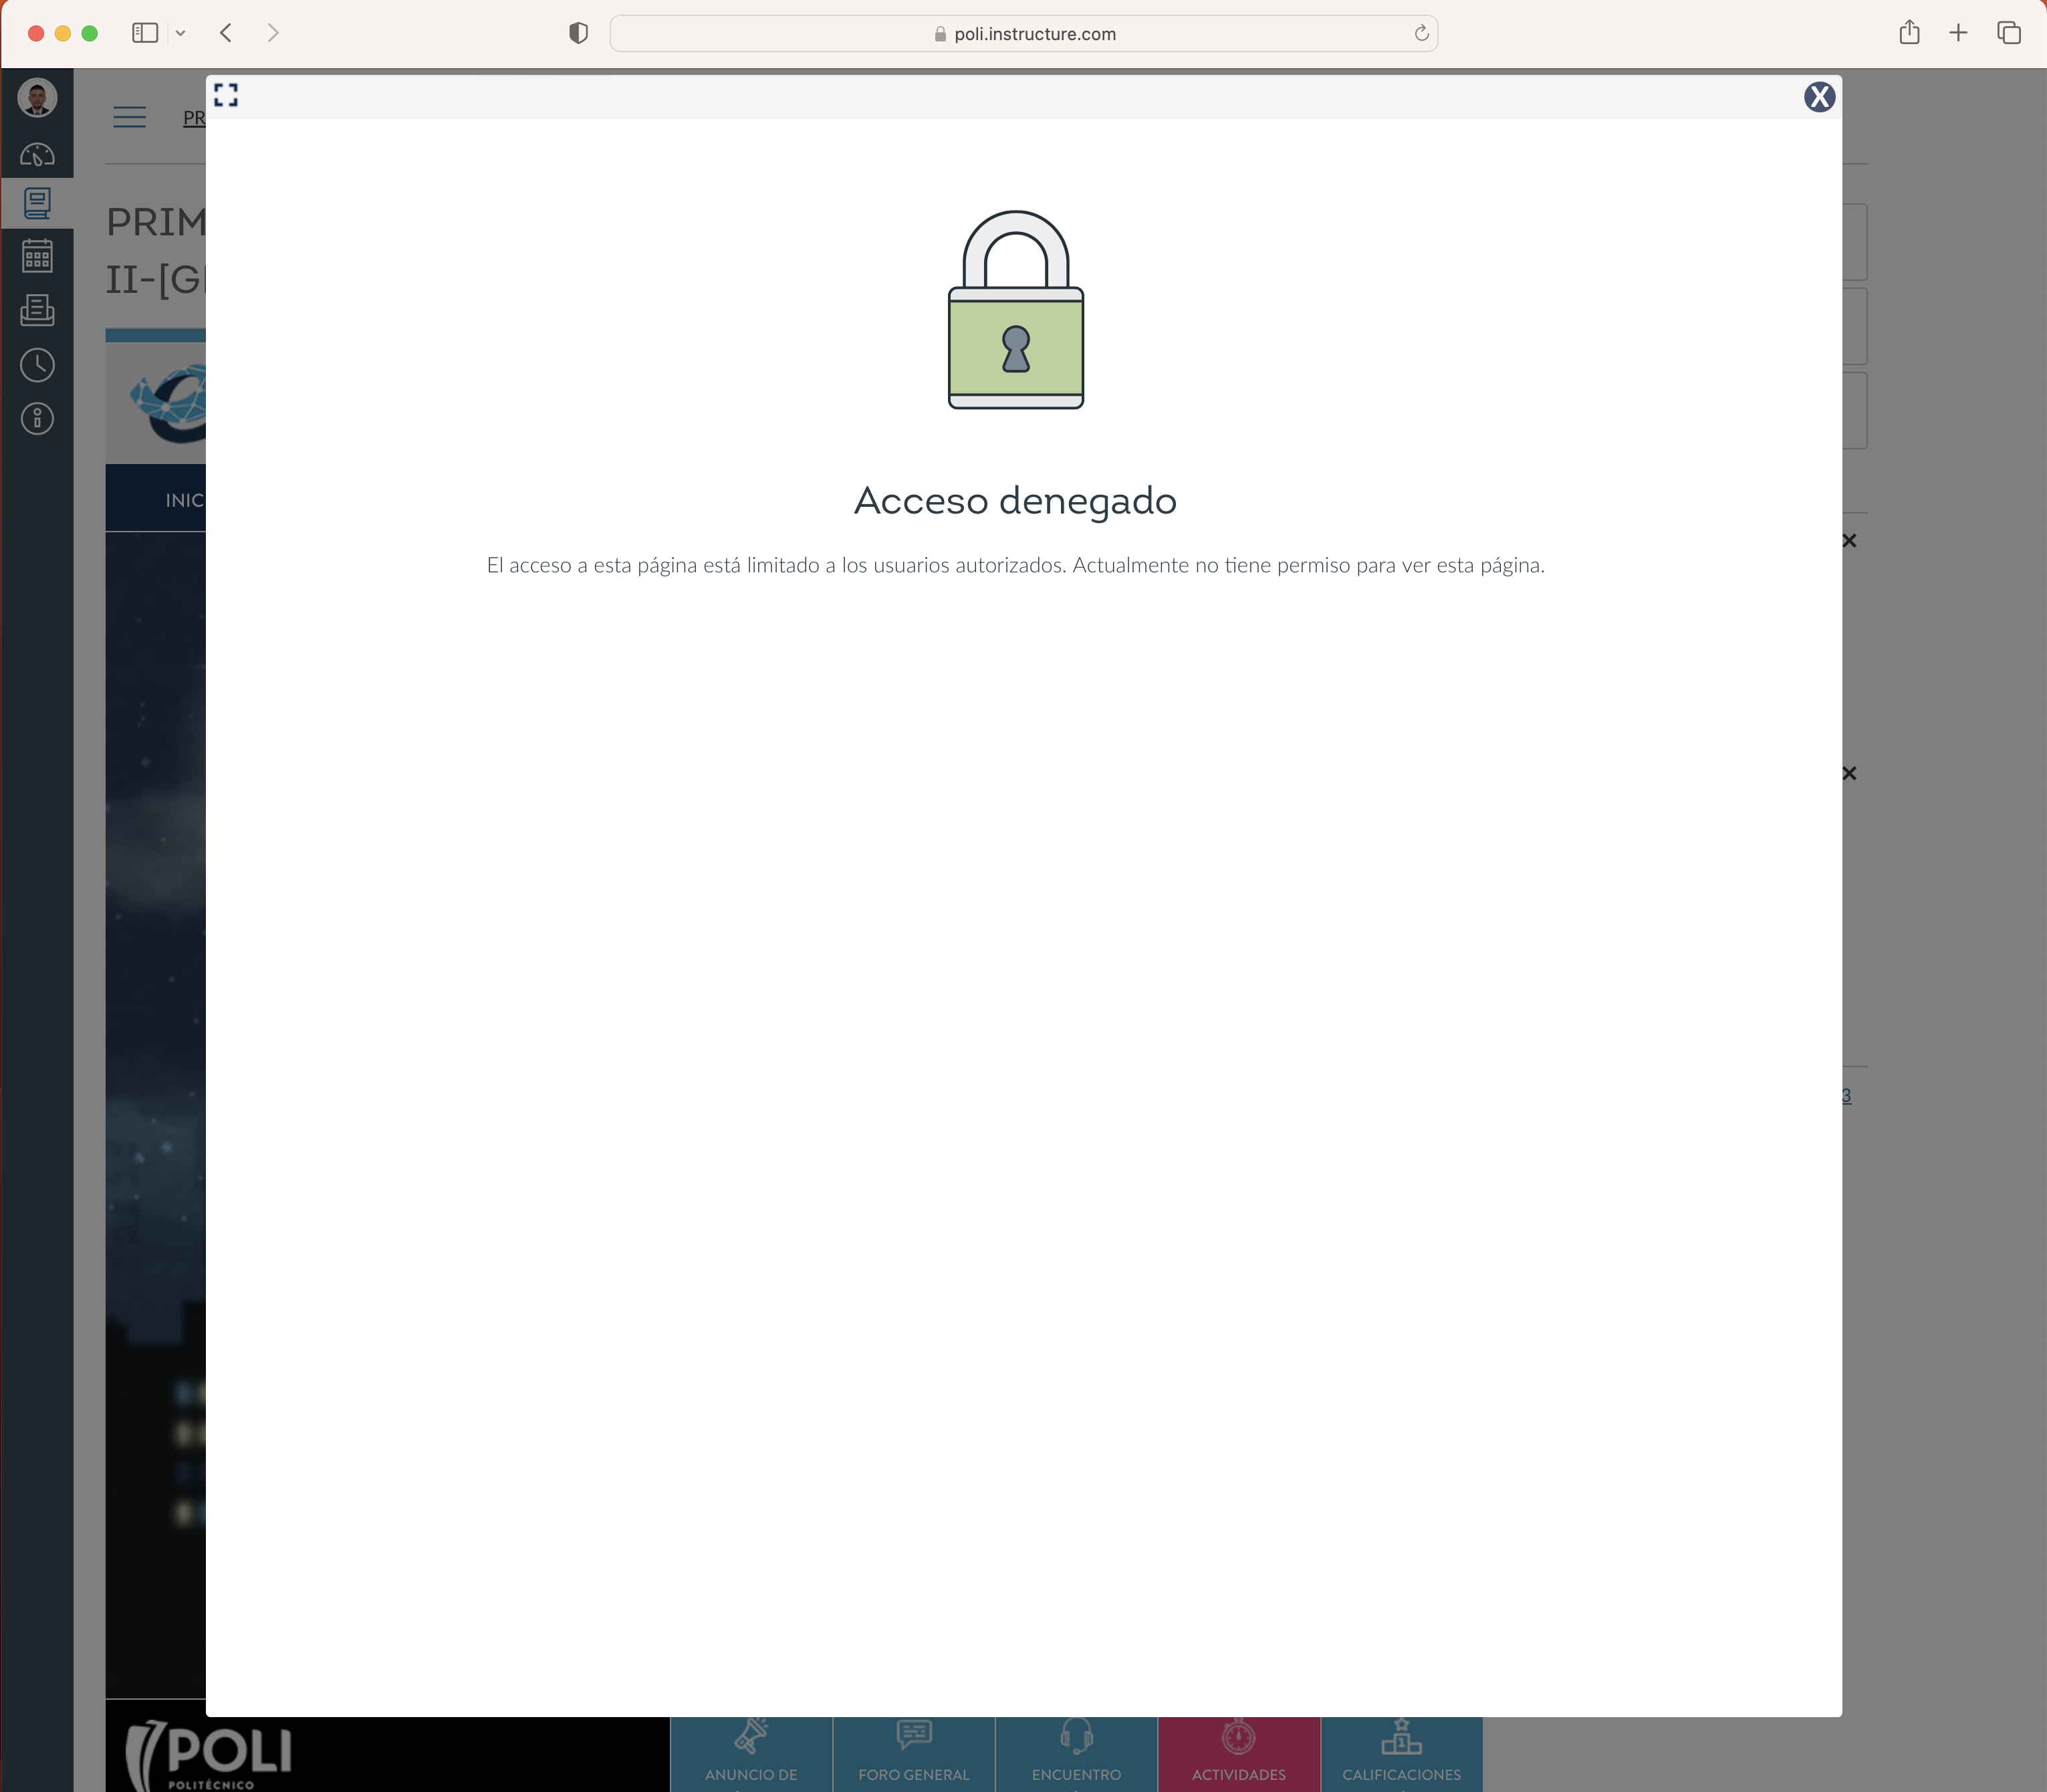 poli.instructure.com
X
PR
PRIM
II-[G
INIC
Acceso denegado
El acceso a esta página está limitado a los usuarios autorizados. Actualmente no tiene permiso para ver esta página.
3
POLI
POLITÉCNICO
ANUNCIO DE
FORO GENERAL
ENCUENTRO
ACTIVIDADES
1
CALIFICACIONES